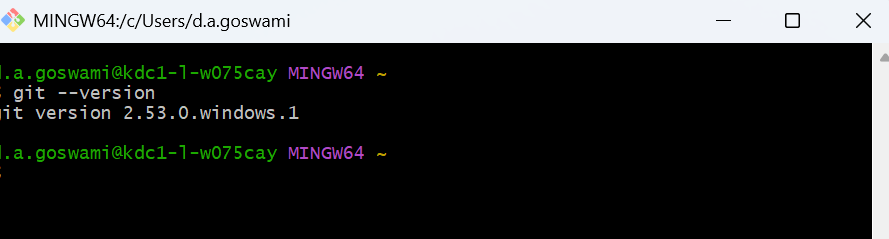 MINGW64:/c/Users/d.a.goswami
d.a.goswami@kdc1-l-w075cay MINGW64 ~
$ git --version
git version 2.53.0.windows.1
d.a.goswami@kdc1-l-w075cay MINGW64 ~
$